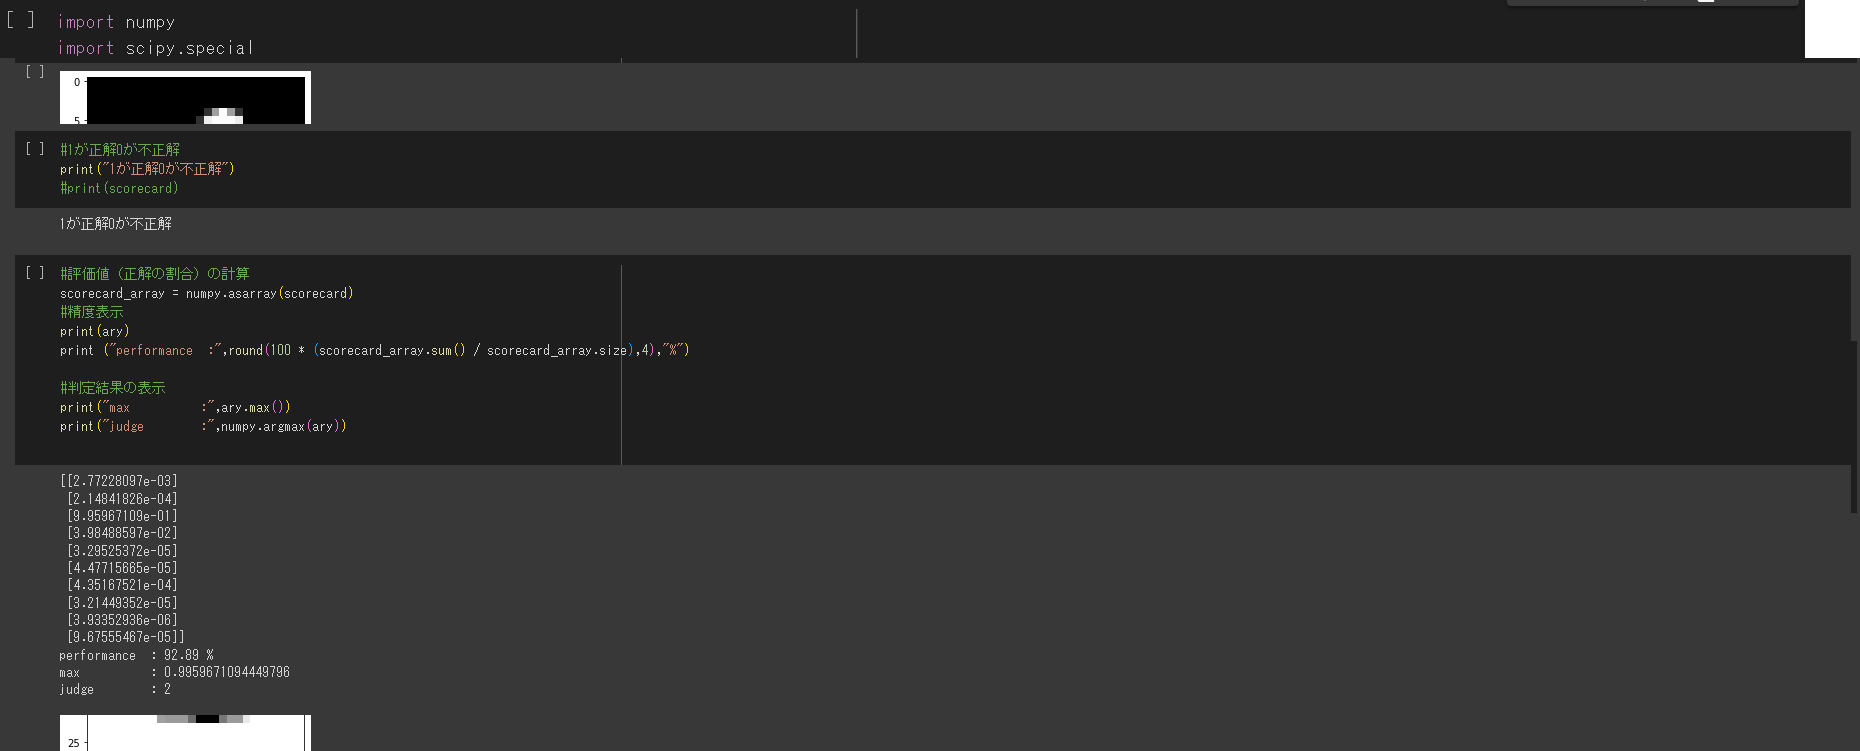 [ ] import numpy
import scipy.special
[ ]
0
5
[ ] #1が正解0が不正解
print("1が正解0が不正解")
#print(scorecard)
1が正解0が不正解
[ ] #評価値（正解の割合）の計算
scorecard_array = numpy.asarray(scorecard)
#精度表示
print(ary)
print ("performance  :",round(100 * (scorecard_array.sum() / scorecard_array.size),4),"%")
#判定結果の表示
print("max          :",ary.max())
print("judge        :",numpy.argmax(ary))
[[2.77228097e-03]
[2.14841826e-04]
[9.95967109e-01]
[3.98488597e-02]
[3.29525372e-05]
[4.47715665e-05]
[4.35167521e-04]
[3.21449352e-05]
[3.93352936e-06]
[9.67555467e-05]]
performance  : 92.89 %
max          : 0.9959671094449796
judge        : 2
25